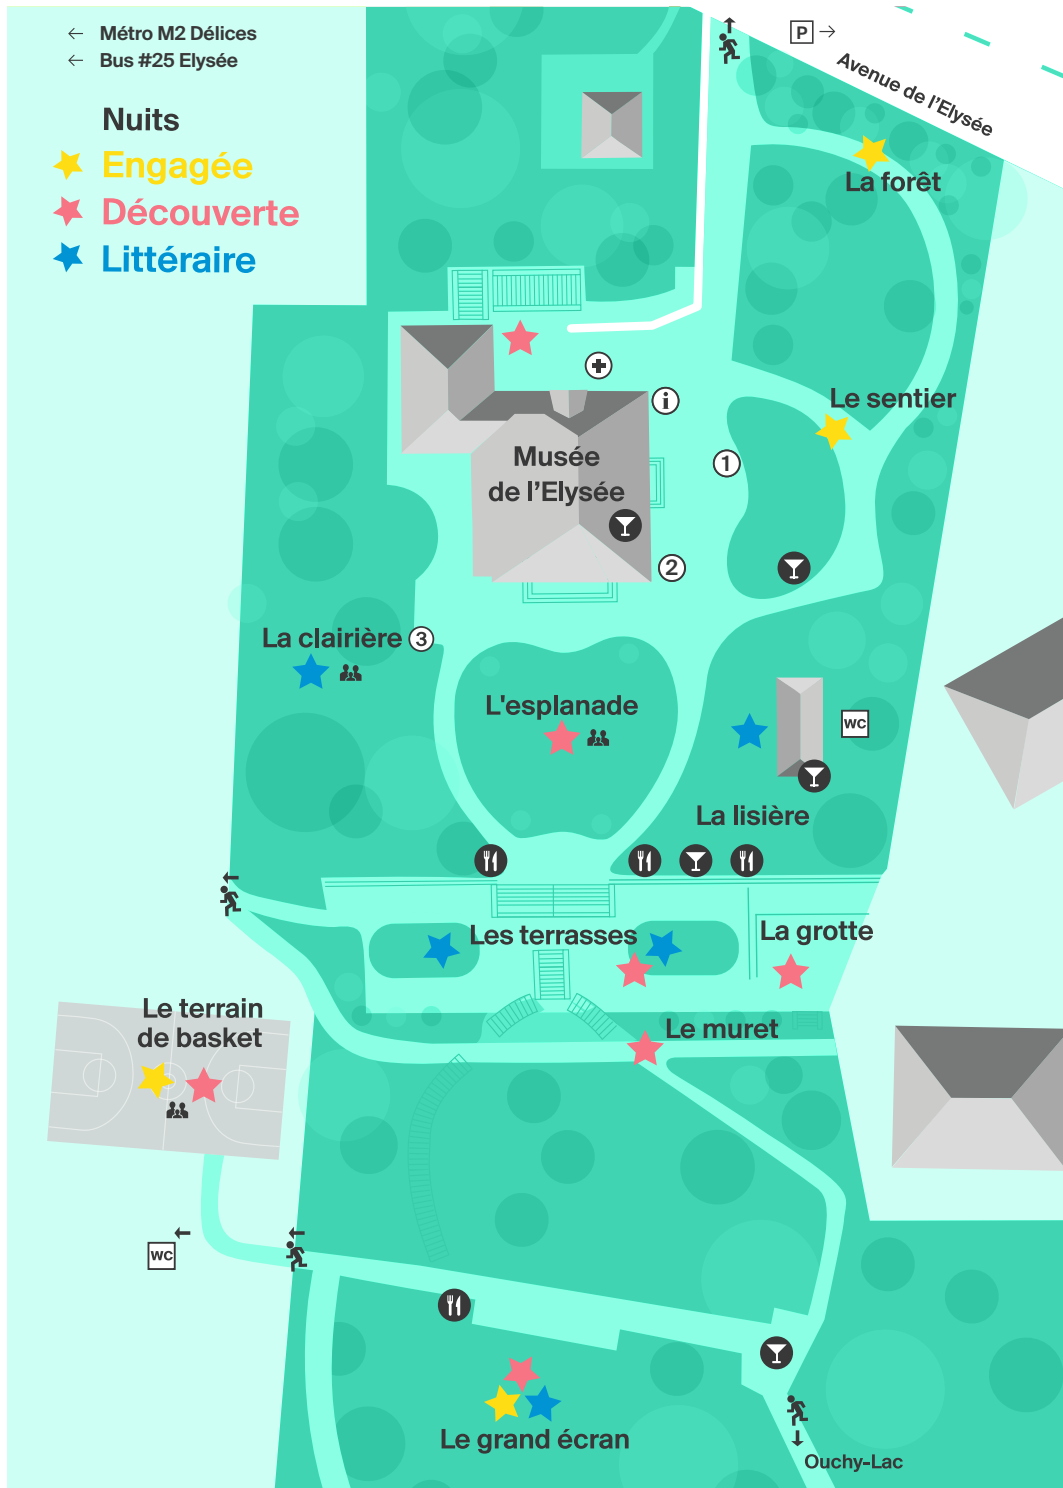 ← Métro M2 Délices
← Bus #25 Elysée
P →
Avenue de l'Elysée
Nuits
Engagée
Découverte
Littéraire
La forêt
i
Le sentier
Musée
de l'Elysée
1
2
La clairière 3
L'esplanade
WC
La lisière
Les terrasses
La grotte
Le terrain
de basket
Le muret
WC
Le grand écran
Ouchy-Lac